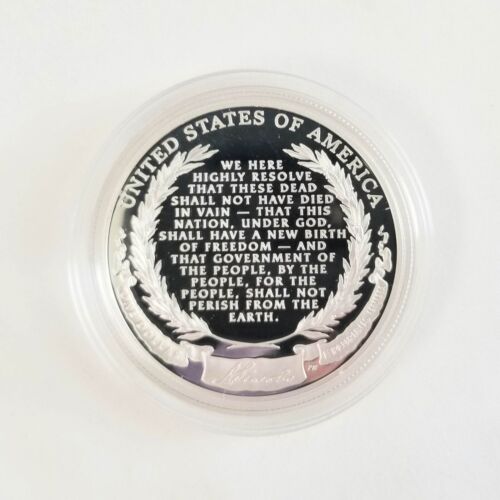 UNITED STATES OF AMERICA
WE HERE
HIGHLY RESOLVE
THAT THESE DEAD
SHALL NOT HAVE DIED
IN VAIN — THAT THIS
NATION, UNDER GOD,
SHALL HAVE A NEW BIRTH
OF FREEDOM — AND
THAT GOVERNMENT OF
THE PEOPLE, BY THE
PEOPLE, FOR THE
PEOPLE, SHALL NOT
PERISH FROM THE
EARTH.
A. Lincoln